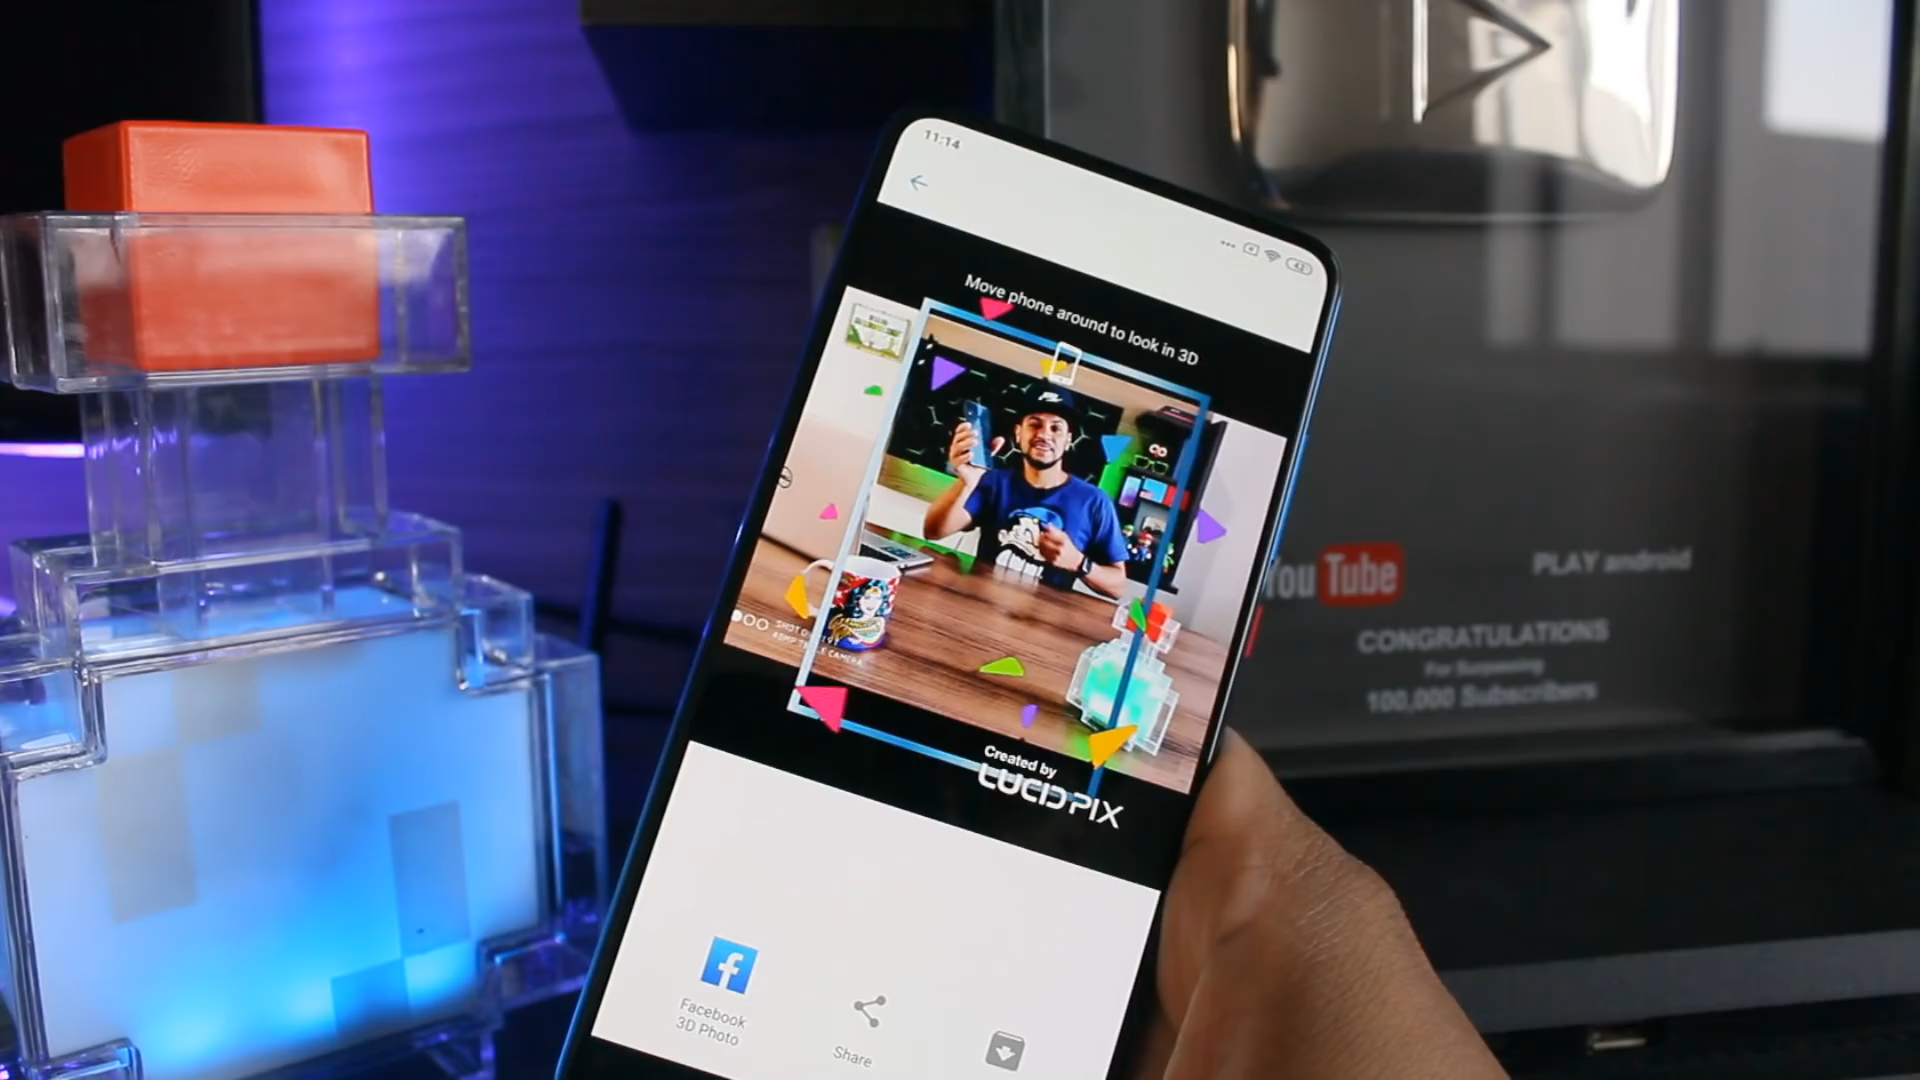 11:14
42
Move phone around to look in 3D
Created by
LUCIDPIX
Facebook
3D Photo
Share
YouTube
PLAY android
CONGRATULATIONS
For Surpassing
100,000 Subscribers